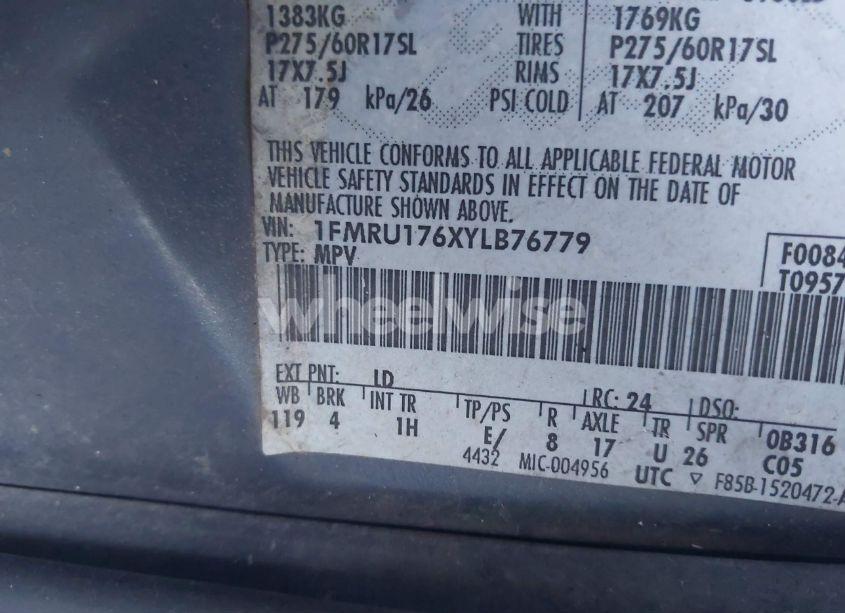 1383KG WITH 1769KG
P275/60R17SL TIRES P275/60R17SL
17X7.5J RIMS 17X7.5J
AT 179 kPa/26 PSI COLD AT 207 kPa/30
THIS VEHICLE CONFORMS TO ALL APPLICABLE FEDERAL MOTOR
VEHICLE SAFETY STANDARDS IN EFFECT ON THE DATE OF
MANUFACTURE SHOWN ABOVE.
VIN: 1FMRU176XYLB76779
TYPE: MPV
F0084
T0957
wheelwise
EXT PNT: LD RC: 24 DSO:
WB BRK INT TR TP/PS R AXLE TR SPR 0B316
119 4 1H E/ 8 17 U 26 C05
4432 MIC-004956 UTC ▽ F85B-1520472-A